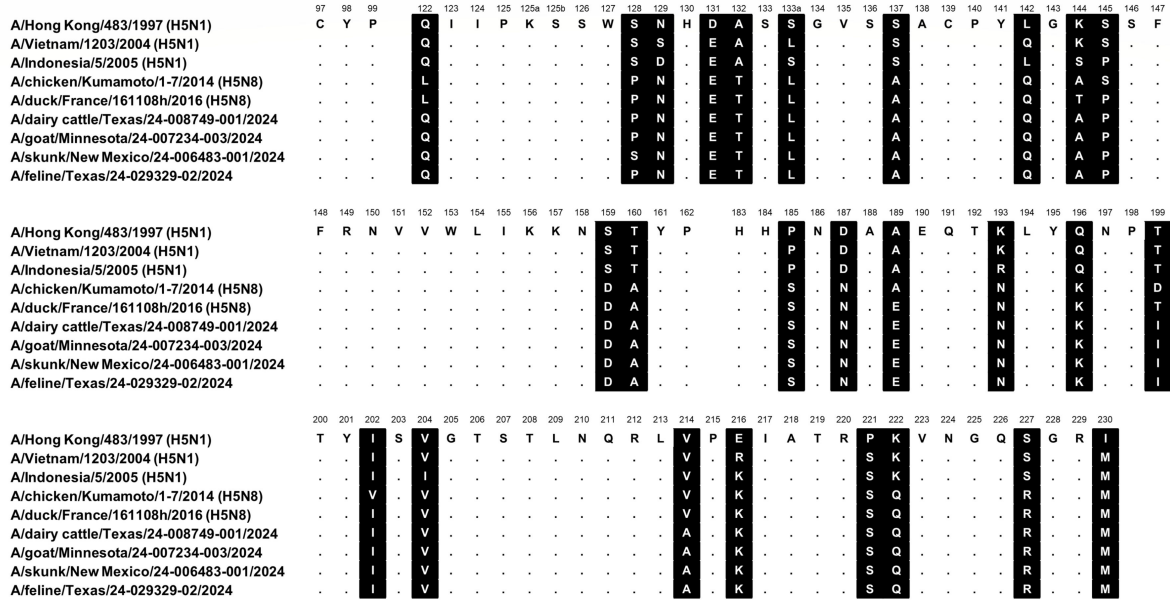 97 98 99 122 123 124 125 125a 125b 126 127 128 129 130 131 132 133 133a 134 135 136 137 138 139 140 141 142 143 144 145 146 147
A/Hong Kong/483/1997 (H5N1) C Y P Q I I P K S S W S N H D A S S G V S S A C P Y L G K S S F
A/Vietnam/1203/2004 (H5N1) . . . Q . . . . . . . S S . E A . L . . . S . . . . Q . K S . .
A/Indonesia/5/2005 (H5N1) . . . Q . . . . . . . S D . E A . S . . . S . . . . L . S P . .
A/chicken/Kumamoto/1-7/2014 (H5N8) . . . L . . . . . . . P N . E T . L . . . A . . . . Q . A S . .
A/duck/France/161108h/2016 (H5N8) . . . L . . . . . . . P N . E T . L . . . A . . . . Q . T P . .
A/dairy cattle/Texas/24-008749-001/2024 . . . Q . . . . . . . P N . E T . L . . . A . . . . Q . A P . .
A/goat/Minnesota/24-007234-003/2024 . . . Q . . . . . . . P N . E T . L . . . A . . . . Q . A P . .
A/skunk/New Mexico/24-006483-001/2024 . . . Q . . . . . . . S N . E T . L . . . A . . . . Q . A P . .
A/feline/Texas/24-029329-02/2024 . . . Q . . . . . . . P N . E T . L . . . A . . . . Q . A P . .
148 149 150 151 152 153 154 155 156 157 158 159 160 161 162 183 184 185 186 187 188 189 190 191 192 193 194 195 196 197 198 199
A/Hong Kong/483/1997 (H5N1) F R N V V W L I K K N S T Y P H H P N D A A E Q T K L Y Q N P T
A/Vietnam/1203/2004 (H5N1) . . . . . . . . . . . S T . . . . P . D . A . . . K . . Q . . T
A/Indonesia/5/2005 (H5N1) . . . . . . . . . . . S T . . . . P . D . A . . . R . . Q . . T
A/chicken/Kumamoto/1-7/2014 (H5N8) . . . . . . . . . . . D A . . . . S . N . A . . . N . . K . . D
A/duck/France/161108h/2016 (H5N8) . . . . . . . . . . . D A . . . . S . N . E . . . N . . K . . T
A/dairy cattle/Texas/24-008749-001/2024 . . . . . . . . . . . D A . . . . S . N . E . . . N . . K . . I
A/goat/Minnesota/24-007234-003/2024 . . . . . . . . . . . D A . . . . S . N . E . . . N . . K . . I
A/skunk/New Mexico/24-006483-001/2024 . . . . . . . . . . . D A . . . . S . N . E . . . N . . K . . I
A/feline/Texas/24-029329-02/2024 . . . . . . . . . . . D A . . . . S . N . E . . . N . . K . . I
200 201 202 203 204 205 206 207 208 209 210 211 212 213 214 215 216 217 218 219 220 221 222 223 224 225 226 227 228 229 230
A/Hong Kong/483/1997 (H5N1) T Y I S V G T S T L N Q R L V P E I A T R P K V N G Q S G R I
A/Vietnam/1203/2004 (H5N1) . . I . V . . . . . . . . . V . R . . . . S K . . . . S . . M
A/Indonesia/5/2005 (H5N1) . . I . I . . . . . . . . . V . K . . . . S K . . . . S . . M
A/chicken/Kumamoto/1-7/2014 (H5N8) . . V . V . . . . . . . . . V . K . . . . S Q . . . . R . . M
A/duck/France/161108h/2016 (H5N8) . . I . V . . . . . . . . . V . K . . . . S Q . . . . R . . M
A/dairy cattle/Texas/24-008749-001/2024 . . I . V . . . . . . . . . A . K . . . . S Q . . . . R . . M
A/goat/Minnesota/24-007234-003/2024 . . I . V . . . . . . . . . A . K . . . . S Q . . . . R . . M
A/skunk/New Mexico/24-006483-001/2024 . . I . V . . . . . . . . . A . K . . . . S Q . . . . R . . M
A/feline/Texas/24-029329-02/2024 . . I . V . . . . . . . . . A . K . . . . S Q . . . . R . . M